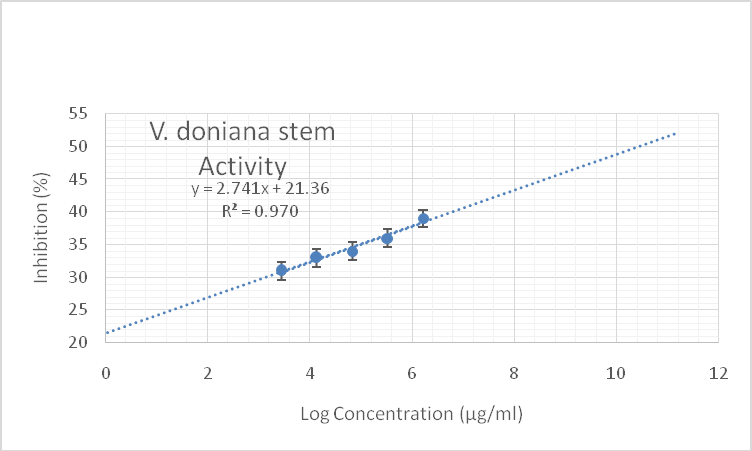 V. doniana stem
Activity
y = 2.741x + 21.36
R² = 0.970
55
50
45
40
35
30
25
20
Inhibition (%)
0 2 4 6 8 10 12
Log Concentration (µg/ml)